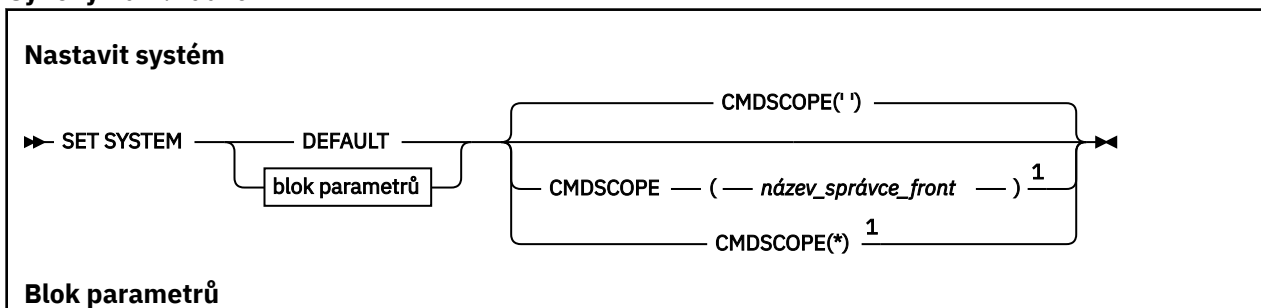 Nastavit systém
CMDSCOPE(' ')
SET SYSTEM DEFAULT
blok parametrů CMDSCOPE ( název_správce_front ) 1
CMDSCOPE(*) 1
Blok parametrů